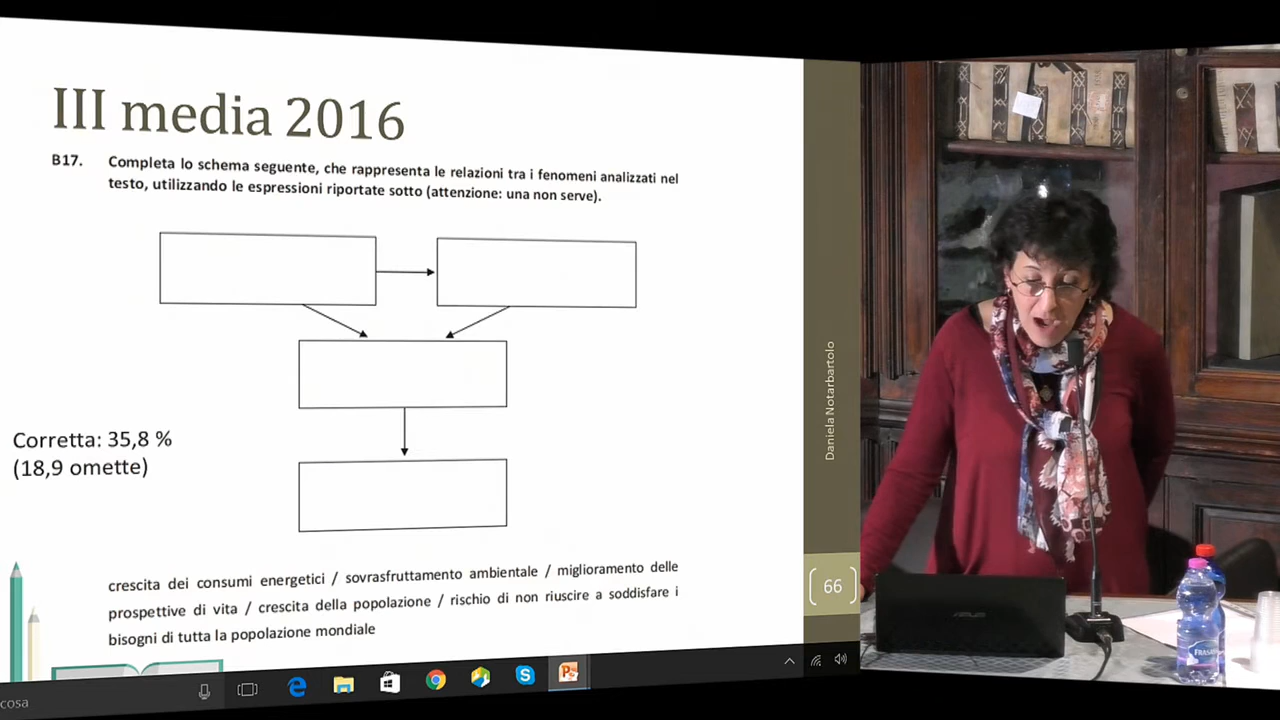 III media 2016
B17. Completa lo schema seguente, che rappresenta le relazioni tra i fenomeni analizzati nel
testo, utilizzando le espressioni riportate sotto (attenzione: una non serve).
Corretta: 35,8 %
(18,9 omette)
crescita dei consumi energetici / sovrasfruttamento ambientale / miglioramento delle
prospettive di vita / crescita della popolazione / rischio di non riuscire a soddisfare i
bisogni di tutta la popolazione mondiale
Daniela Notarbartolo
66
cosa
ASUS